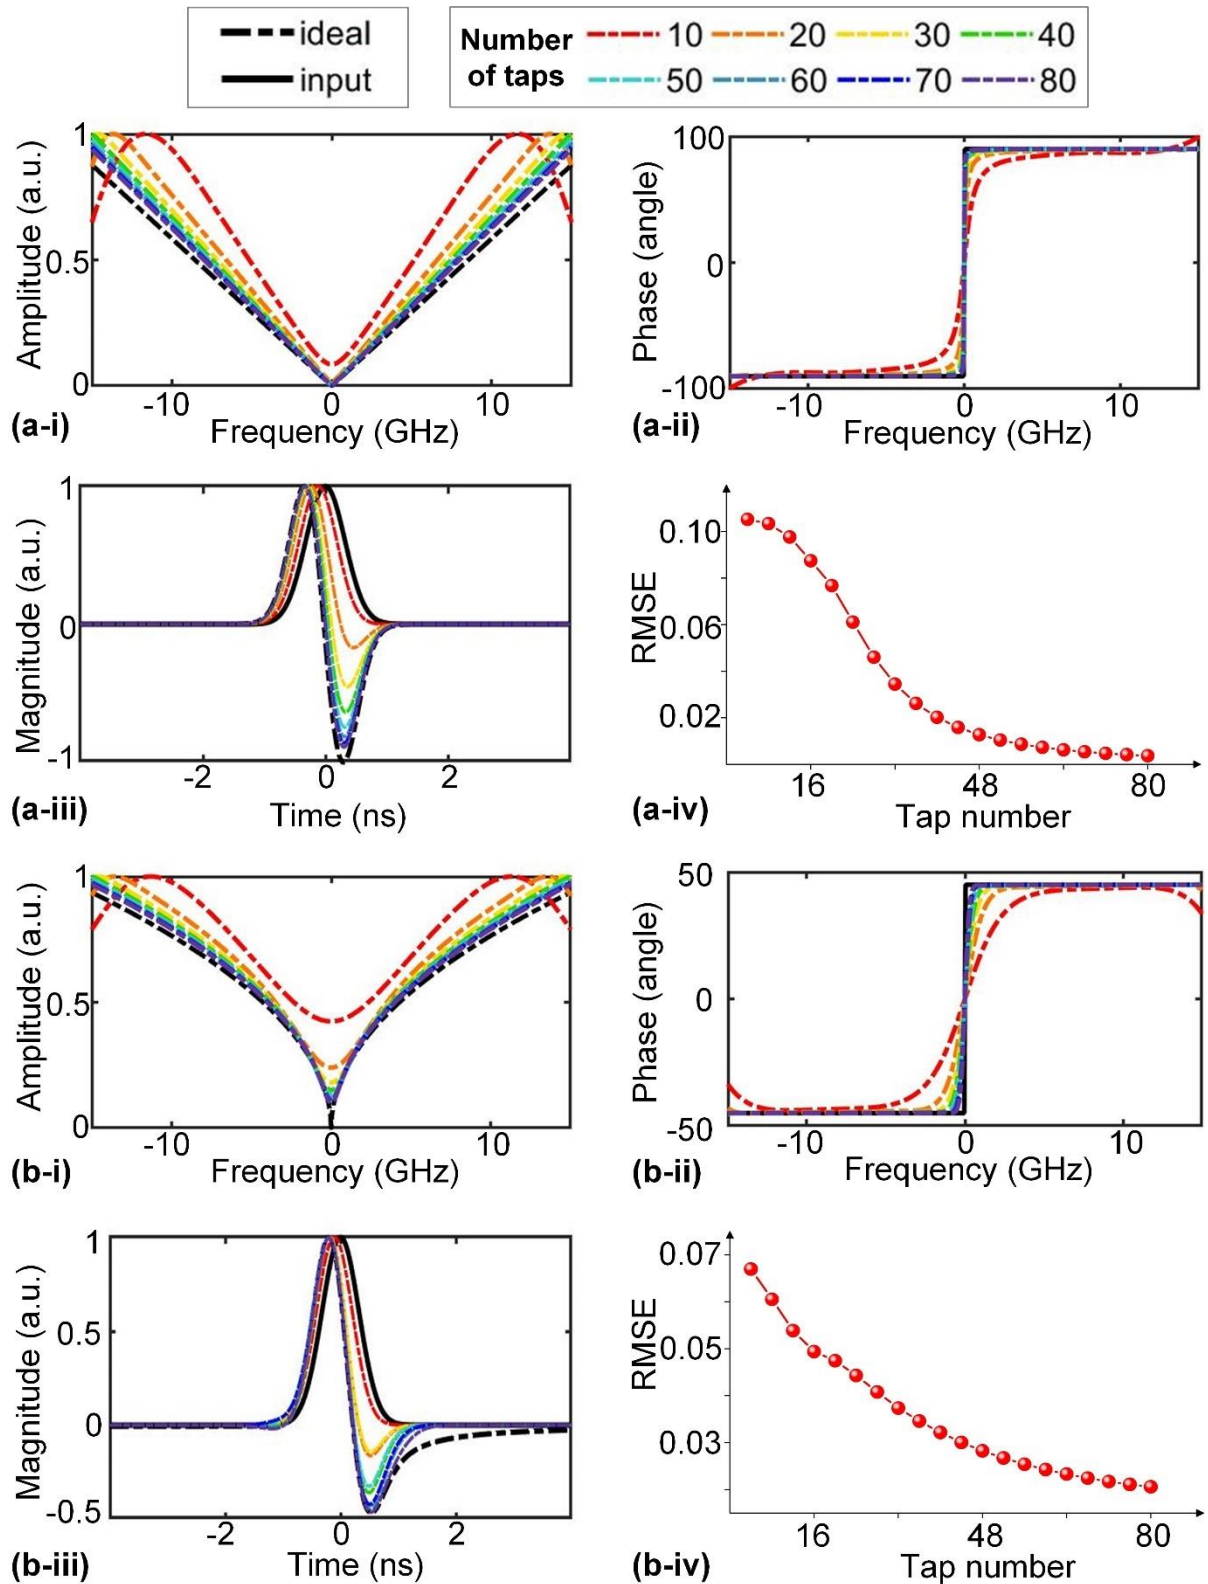 ideal
input
Number of taps
10 20 30 40
50 60 70 80
Amplitude (a.u.)
1
0.5
0
-10 0 10
Frequency (GHz)
(a-i)
Phase (angle)
100
0
-100
-10 0 10
Frequency (GHz)
(a-ii)
Magnitude (a.u.)
1
0
-1
-2 0 2
Time (ns)
(a-iii)
RMSE
0.10
0.06
0.02
16 48 80
Tap number
(a-iv)
Amplitude (a.u.)
1
0.5
0
-10 0 10
Frequency (GHz)
(b-i)
Phase (angle)
50
0
-50
-10 0 10
Frequency (GHz)
(b-ii)
Magnitude (a.u.)
1
0.5
0
-0.5
-2 0 2
Time (ns)
(b-iii)
RMSE
0.07
0.05
0.03
16 48 80
Tap number
(b-iv)